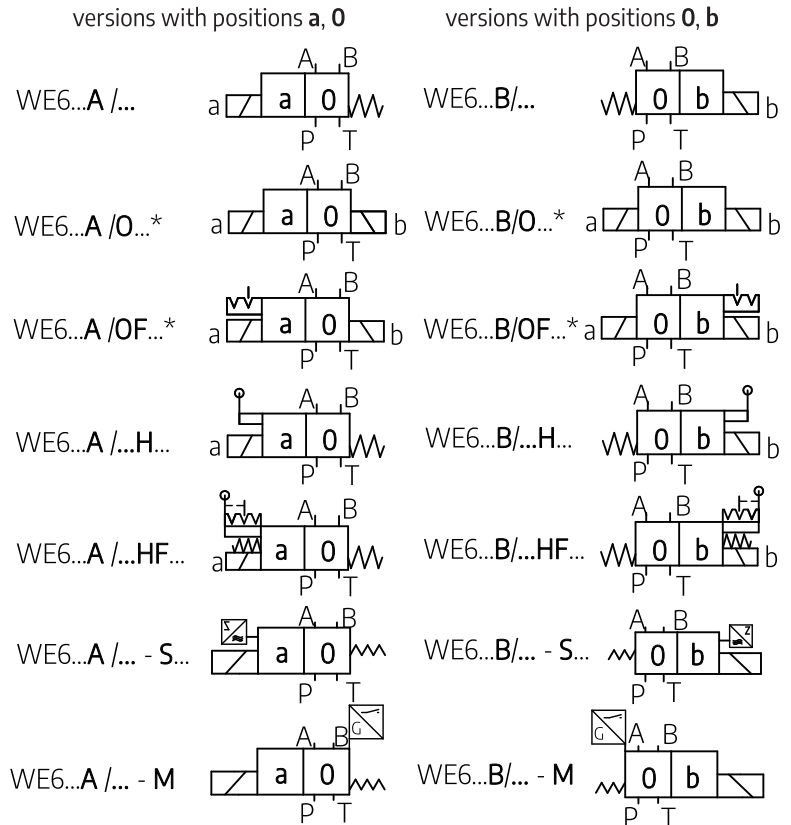 versions with positions a, 0 versions with positions 0, b
A B A B
WE6...A /... a a 0 WE6...B/... 0 b b
P T P T
A B A B
WE6...A /O...* a a 0 b WE6...B/O...* a 0 b b
P T P T
A B A B
WE6...A /OF...* a a 0 b WE6...B/OF...* a 0 b b
P T P T
A B A B
WE6...A /...H... a a 0 WE6...B/...H... 0 b b
P T P T
A B A B
WE6...A /...HF... a a 0 WE6...B/...HF... 0 b b
P T P T
A B A B
WE6...A /... - S... a 0 WE6...B/... - S... 0 b
P T P T
G G
A B A B
WE6...A /... - M a 0 WE6...B/... - M 0 b
P T P T